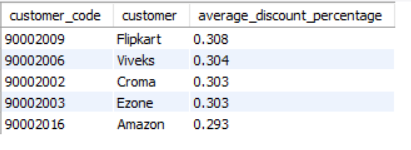 customer_code customer average_discount_percentage
90002009 Flipkart 0.308
90002006 Viveks 0.304
90002002 Croma 0.303
90002003 Ezone 0.303
90002016 Amazon 0.293